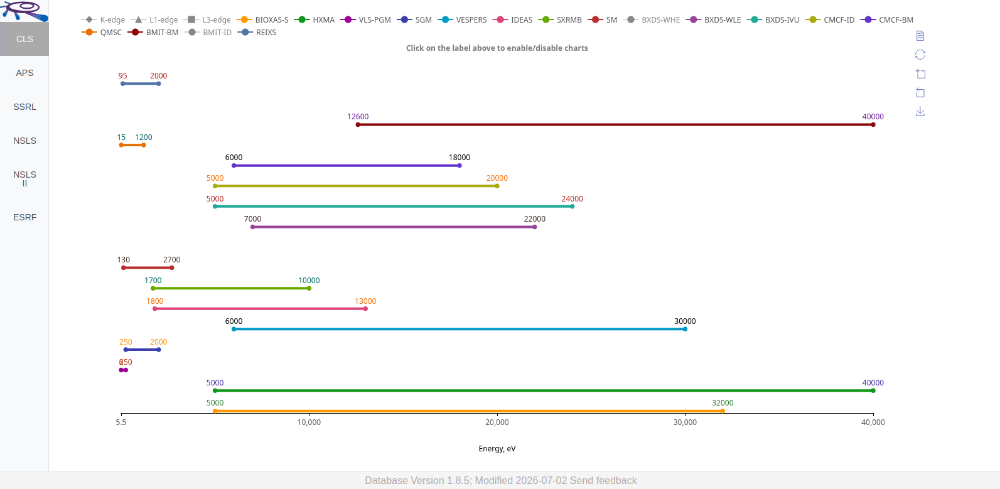 K-edge L1-edge L3-edge BIOXAS-S HXMA VLS-PGM SGM VESPERS IDEAS SXRMB SM BXDS-WHE BXDS-WLE BXDS-IVU CMCF-ID CMCF-BM
QMSC BMIT-BM BMIT-ID REIXS
Click on the label above to enable/disable charts
CLS
APS
SSRL
NSLS
NSLS
II
ESRF
95 2000
12600 40000
15 1200
6000 18000
5000 20000
5000 24000
7000 22000
130 2700
1700 10000
1800 13000
6000 30000
250 2000
250
5000 40000
5000 32000
5.5 10,000 20,000 30,000 40,000
Energy, eV
Database Version 1.8.5; Modified 2026-07-02 Send feedback